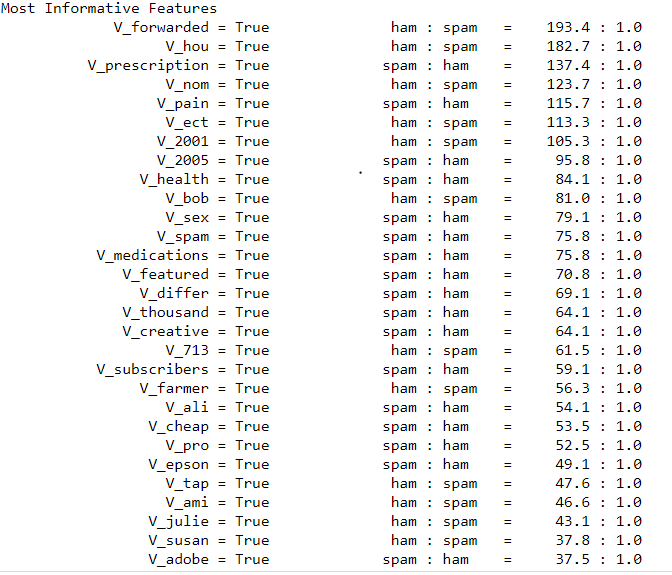 Most Informative Features
V_forwarded = True ham : spam = 193.4 : 1.0
V_hou = True ham : spam = 182.7 : 1.0
V_prescription = True spam : ham = 137.4 : 1.0
V_nom = True ham : spam = 123.7 : 1.0
V_pain = True spam : ham = 115.7 : 1.0
V_ect = True ham : spam = 113.3 : 1.0
V_2001 = True ham : spam = 105.3 : 1.0
V_2005 = True spam : ham = 95.8 : 1.0
V_health = True spam : ham = 84.1 : 1.0
V_bob = True ham : spam = 81.0 : 1.0
V_sex = True spam : ham = 79.1 : 1.0
V_spam = True spam : ham = 75.8 : 1.0
V_medications = True spam : ham = 75.8 : 1.0
V_featured = True spam : ham = 70.8 : 1.0
V_differ = True spam : ham = 69.1 : 1.0
V_thousand = True spam : ham = 64.1 : 1.0
V_creative = True spam : ham = 64.1 : 1.0
V_713 = True ham : spam = 61.5 : 1.0
V_subscribers = True spam : ham = 59.1 : 1.0
V_farmer = True ham : spam = 56.3 : 1.0
V_ali = True spam : ham = 54.1 : 1.0
V_cheap = True spam : ham = 53.5 : 1.0
V_pro = True spam : ham = 52.5 : 1.0
V_epson = True spam : ham = 49.1 : 1.0
V_tap = True ham : spam = 47.6 : 1.0
V_ami = True ham : spam = 46.6 : 1.0
V_julie = True ham : spam = 43.1 : 1.0
V_susan = True ham : spam = 37.8 : 1.0
V_adobe = True spam : ham = 37.5 : 1.0